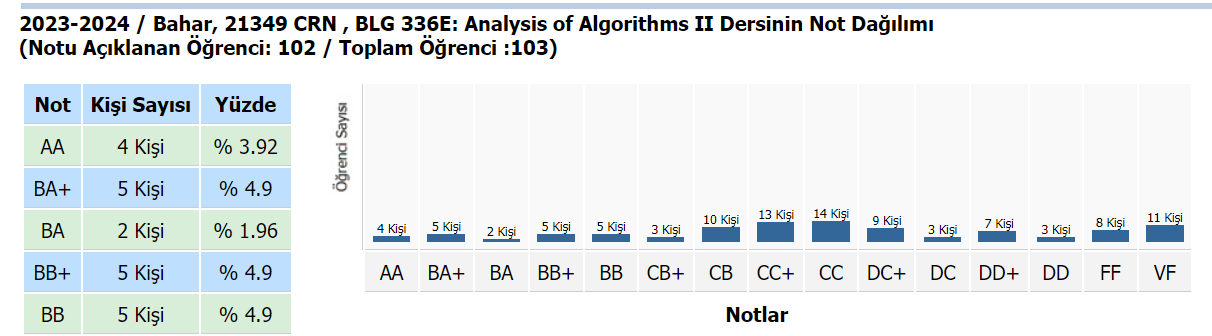 2023-2024 / Bahar, 21349 CRN , BLG 336E: Analysis of Algorithms II Dersinin Not Dağılımı
(Notu Açıklanan Öğrenci: 102 / Toplam Öğrenci :103)
Not Kişi Sayısı Yüzde
AA 4 Kişi % 3.92
BA+ 5 Kişi % 4.9
BA 2 Kişi % 1.96
BB+ 5 Kişi % 4.9
BB 5 Kişi % 4.9
Öğrenci Sayısı
4 Kişi 5 Kişi 2 Kişi 5 Kişi 5 Kişi 3 Kişi 10 Kişi 13 Kişi 14 Kişi 9 Kişi 3 Kişi 7 Kişi 3 Kişi 8 Kişi 11 Kişi
AA BA+ BA BB+ BB CB+ CB CC+ CC DC+ DC DD+ DD FF VF
Notlar